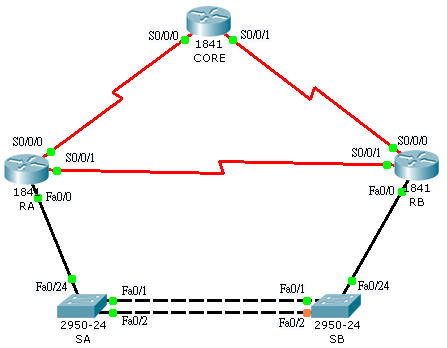 S0/0/0
S0/0/1
1841
CORE
S0/0/0
S0/0/0
S0/0/1
S0/0/1
1841
RA
1841
RB
Fa0/0
Fa0/0
Fa0/24
Fa0/1
Fa0/1
Fa0/24
Fa0/2
Fa0/2
2950-24
SA
2950-24
SB